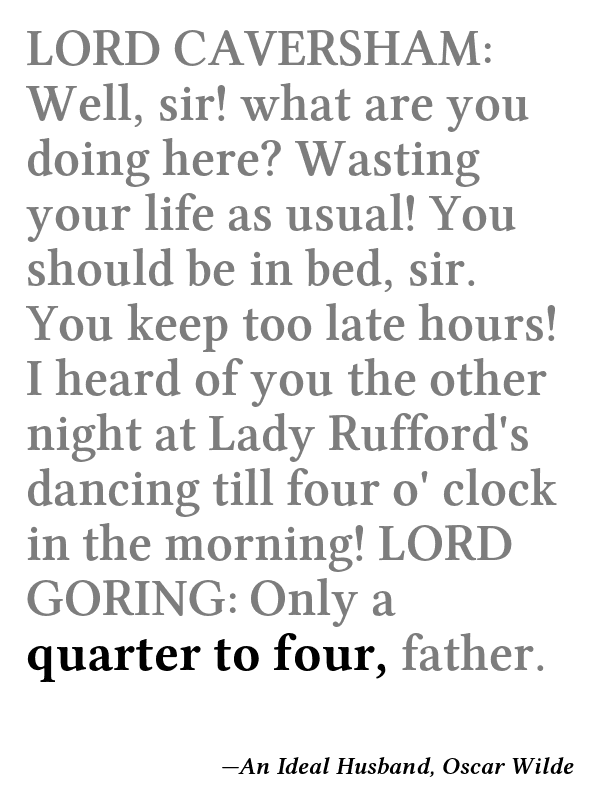 LORD CAVERSHAM:
Well, sir! what are you
doing here? Wasting
your life as usual! You
should be in bed, sir.
You keep too late hours!
I heard of you the other
night at Lady Rufford's
dancing till four o' clock
in the morning! LORD
GORING: Only a
quarter to four, father.
—An Ideal Husband, Oscar Wilde